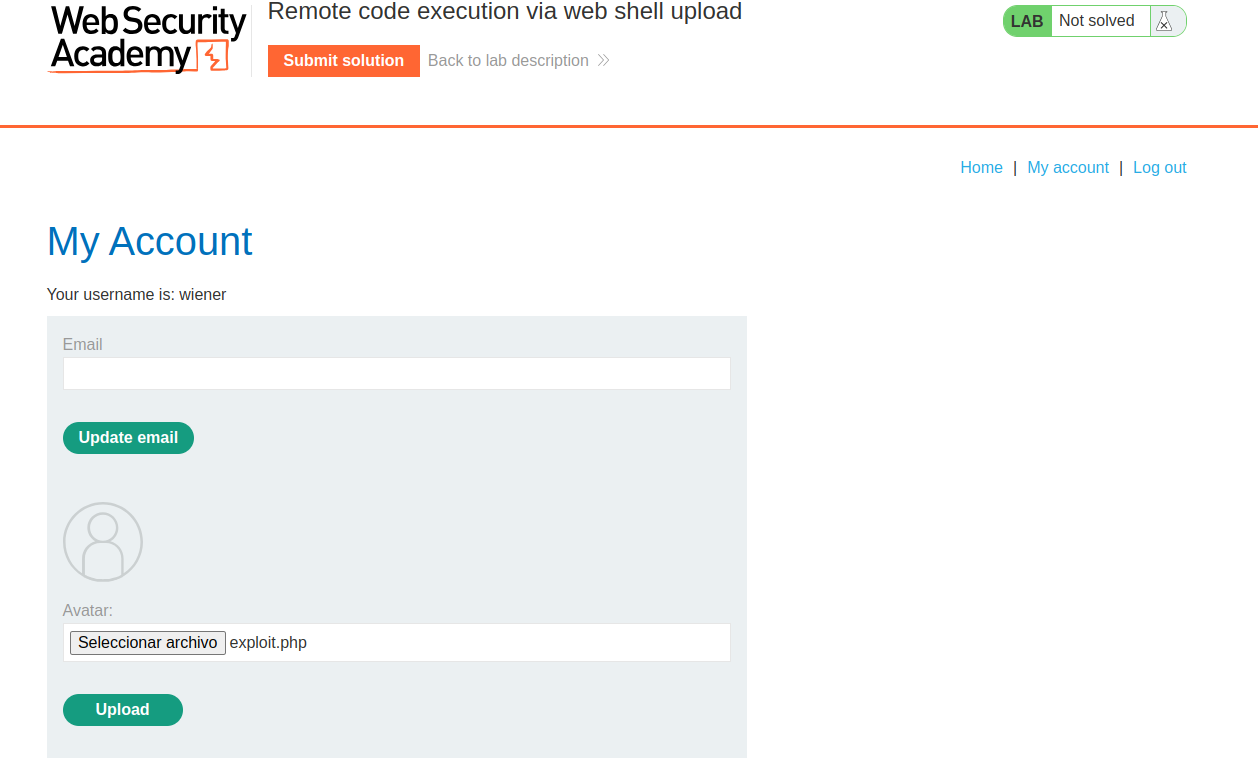 Web Security
Academy
Remote code execution via web shell upload
Submit solution
Back to lab description
LAB
Not solved
Home | My account | Log out
My Account
Your username is: wiener
Email
Update email
Avatar:
Seleccionar archivo exploit.php
Upload